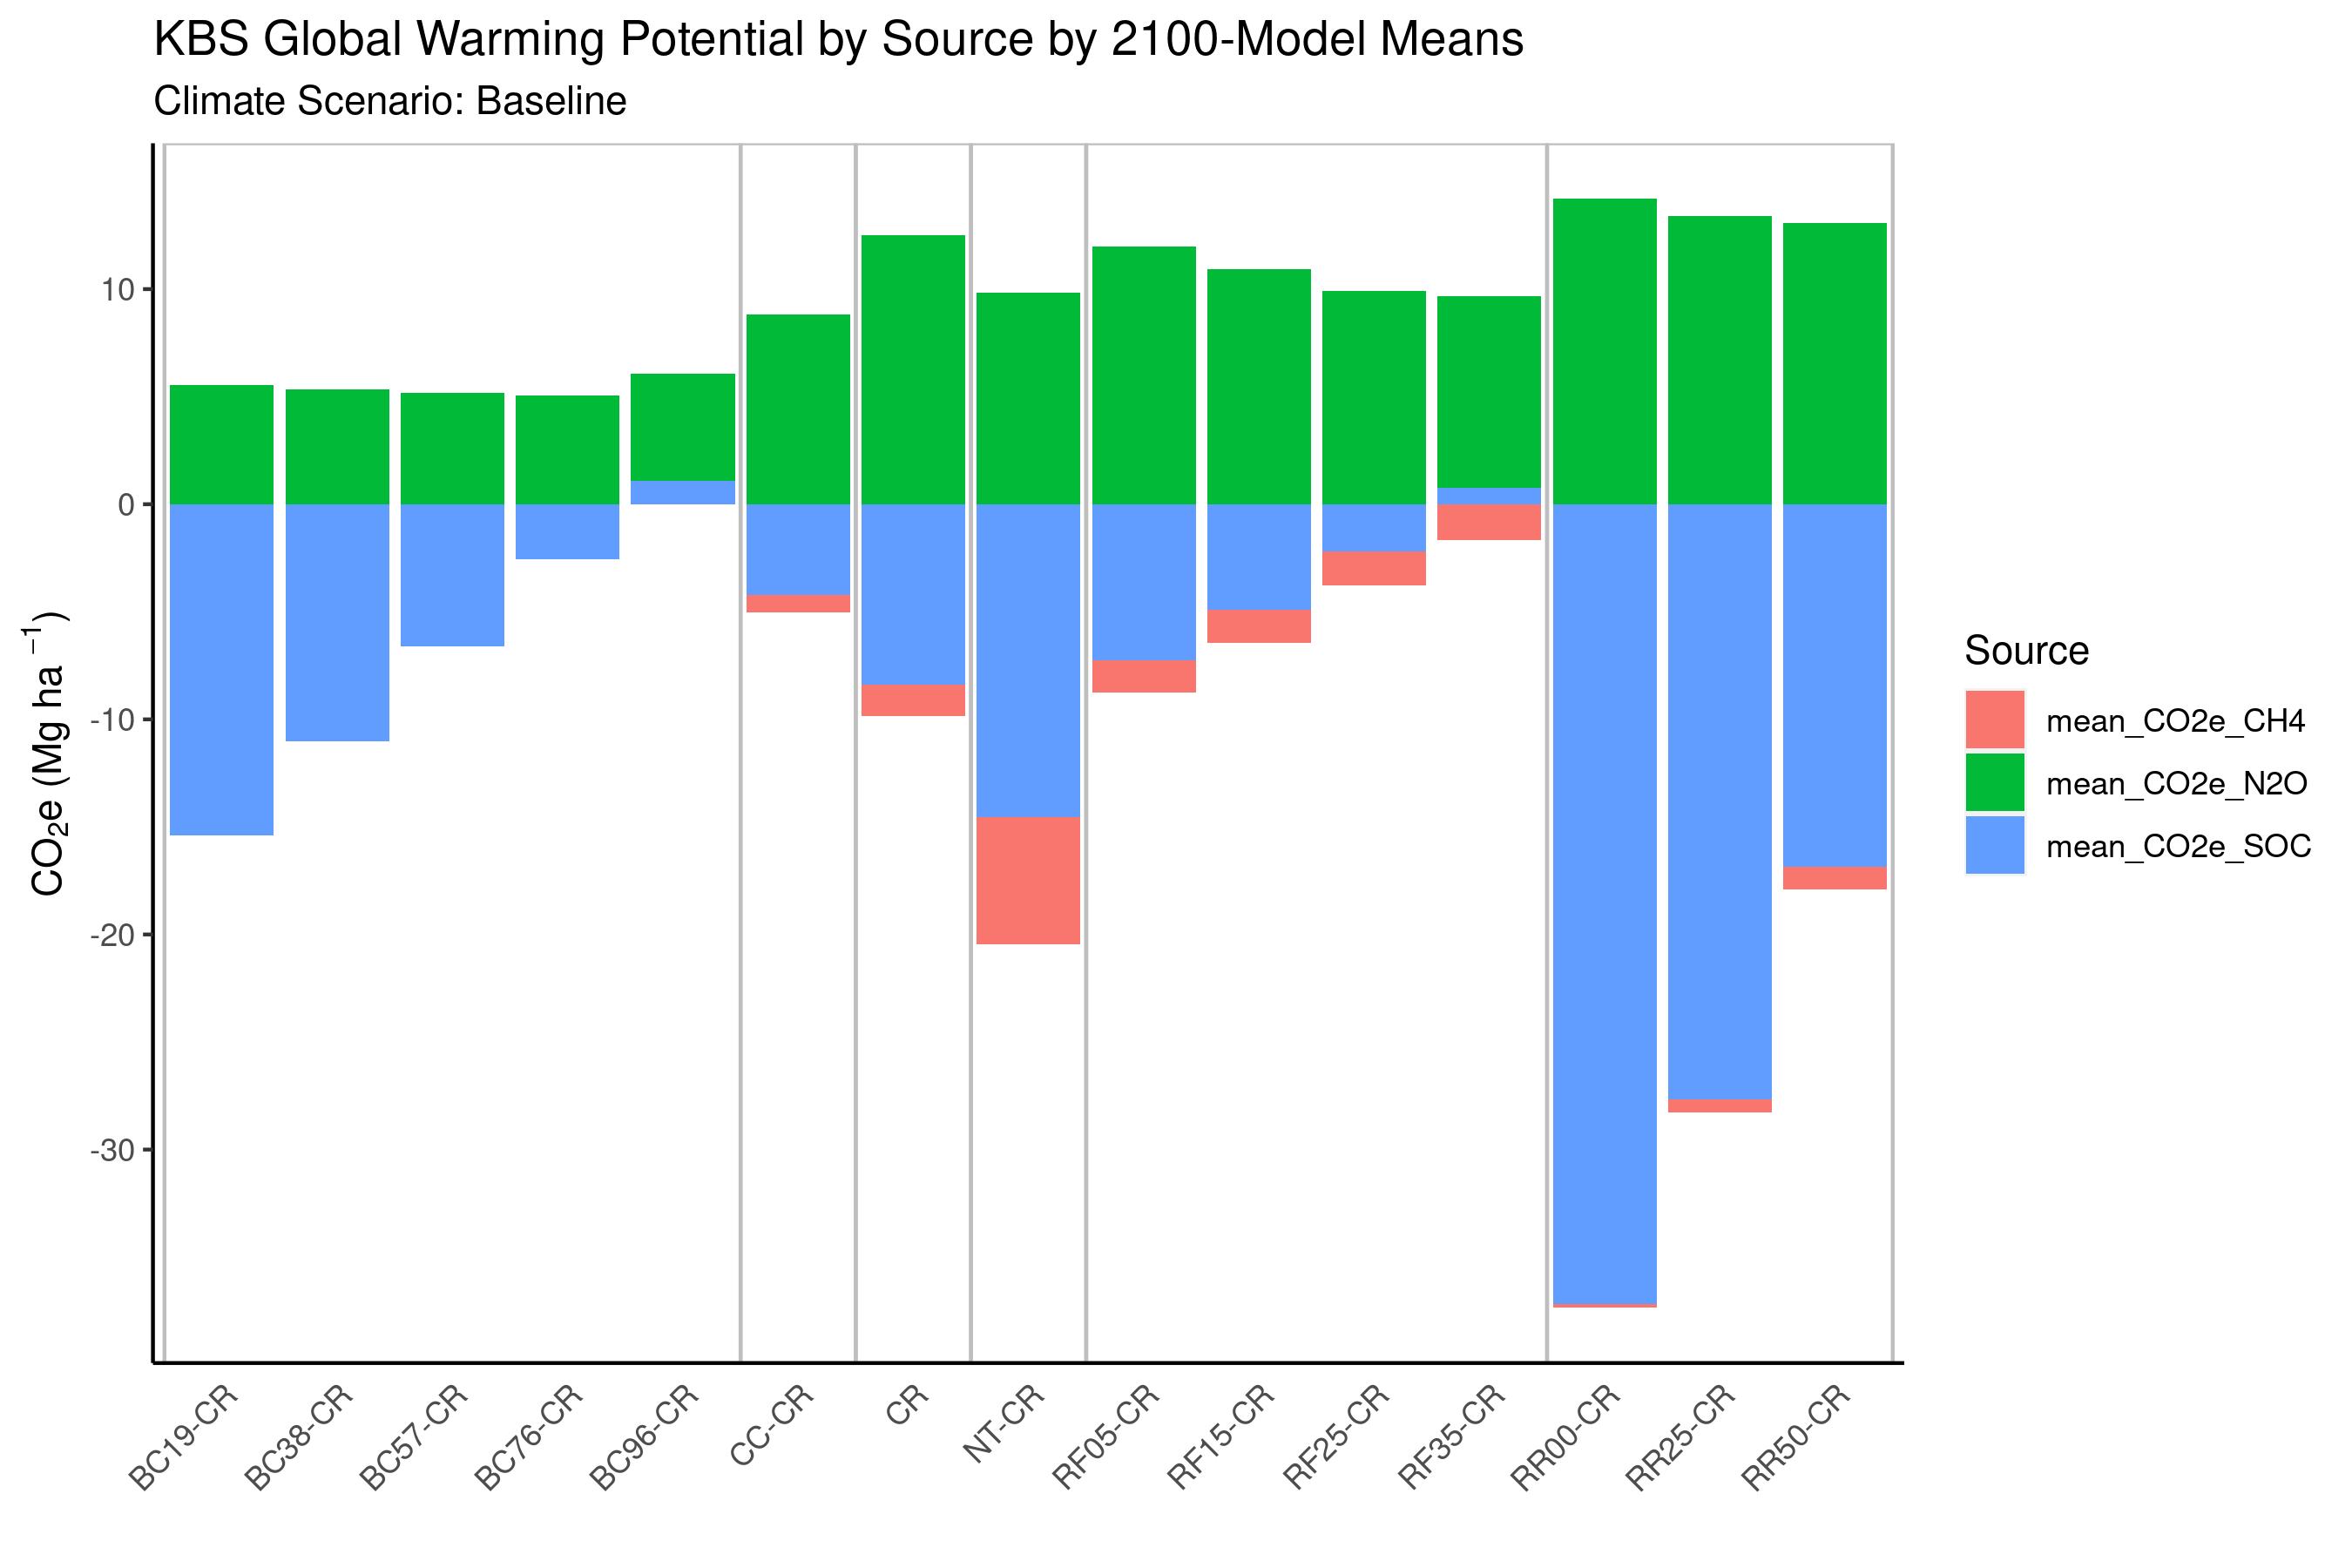 KBS Global Warming Potential by Source by 2100-Model Means
Climate Scenario: Baseline
CO₂e (Mg ha ⁻¹)
10
0
-10
-20
-30
BC19-CR
BC38-CR
BC57-CR
BC76-CR
BC96-CR
CC-CR
CR
NT-CR
RF05-CR
RF15-CR
RF25-CR
RF35-CR
RR00-CR
RR25-CR
RR50-CR
Source
mean_CO2e_CH4
mean_CO2e_N2O
mean_CO2e_SOC